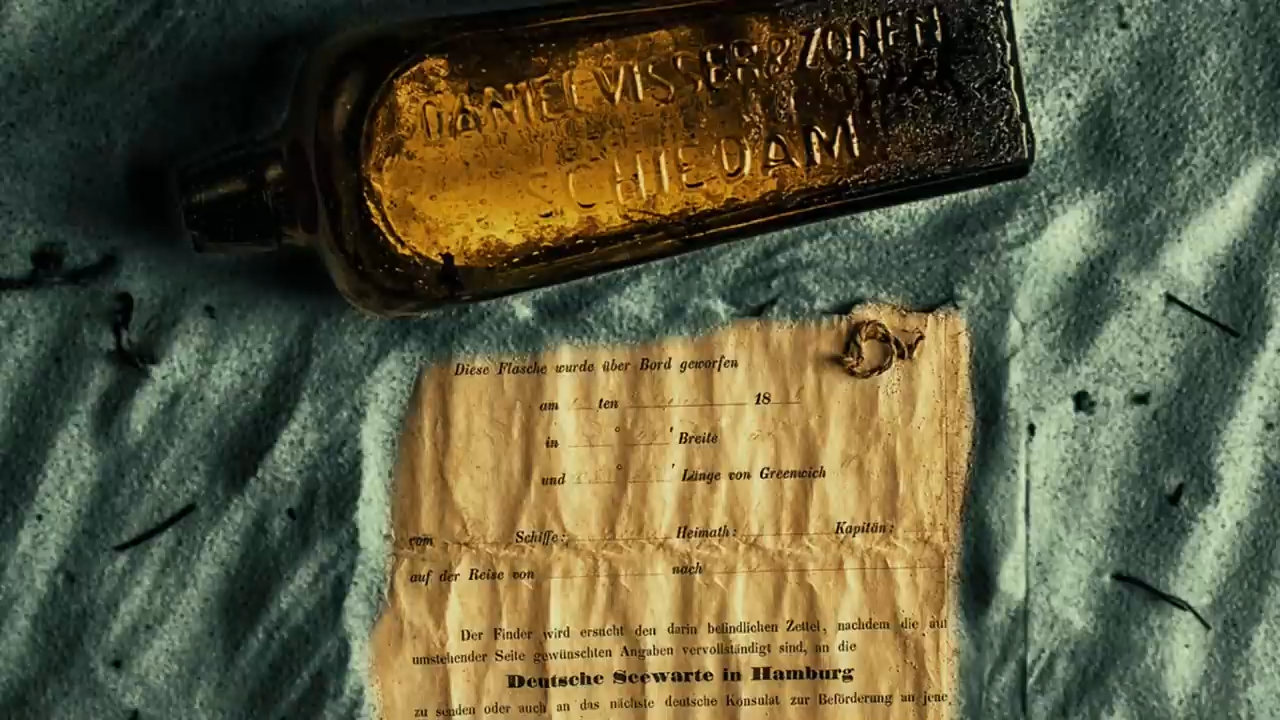 DANIEL VISSER & ZONEN
SCHIEDAM
Diese Flasche wurde über Bord geworfen
am ten 18
in ° ' Breite
und ° ' Länge von Greenwich
vom Schiffe: Heimath: Kapitän:
auf der Reise von nach
Der Finder wird ersucht den darin befindlichen Zettel, nachdem die auf
umstehender Seite gewünschten Angaben vervollständigt sind, an die
Deutsche Seewarte in Hamburg
zu senden oder auch an das nächste deutsche Konsulat zur Beförderung an jene